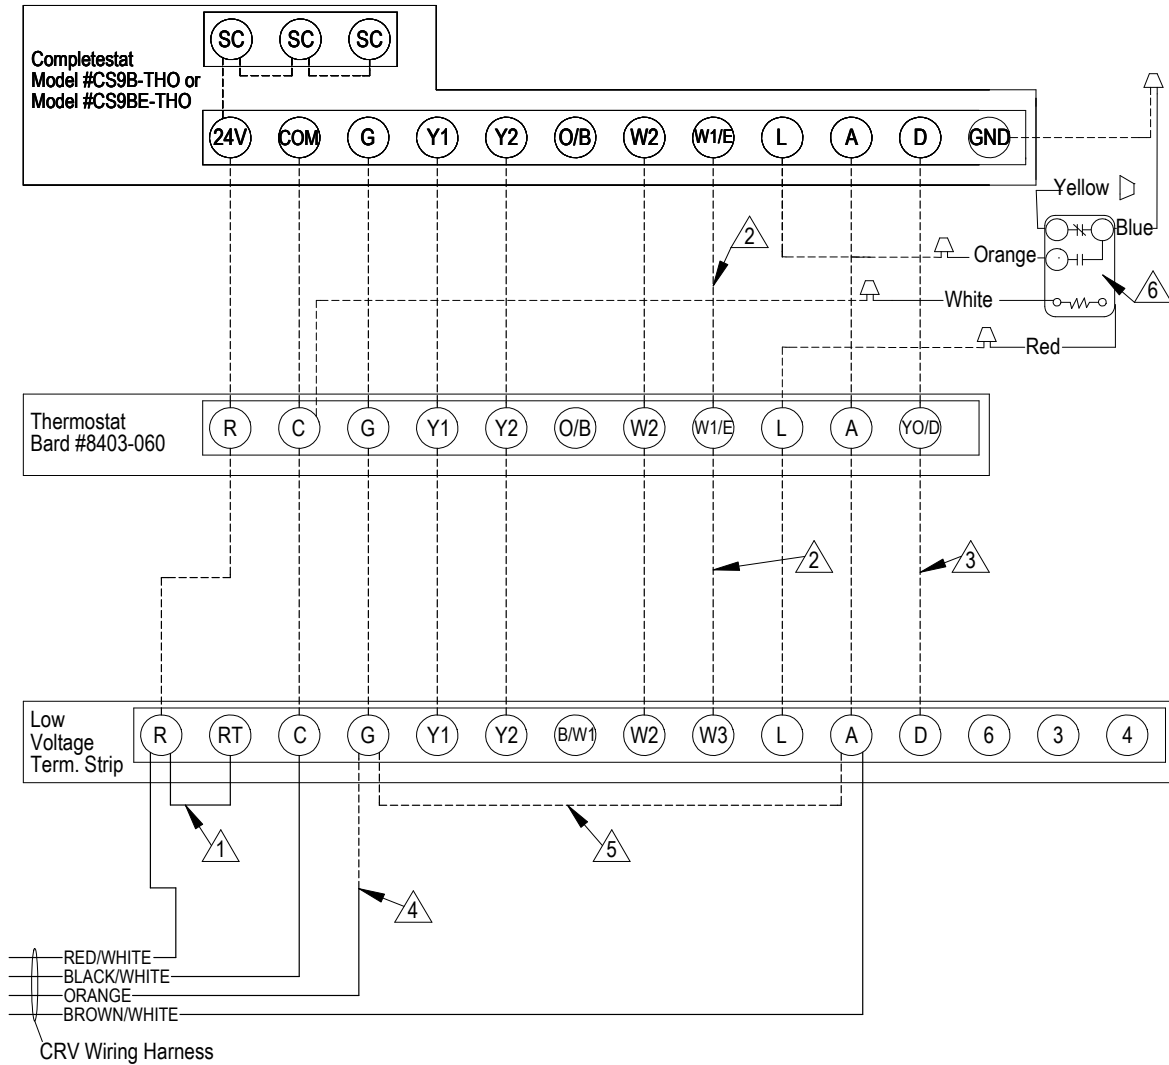 SC SC SC
Completestat
Model #CS9B-THO or
Model #CS9BE-THO
24V COM G Y1 Y2 O/B W2 W1/E L A D GND
Yellow
Blue
2
Orange
6
White
Red
Thermostat
Bard #8403-060
R C G Y1 Y2 O/B W2 W1/E L A YO/D
2
3
Low
Voltage
Term. Strip
R RT C G Y1 Y2 B/W1 W2 W3 L A D 6 3 4
1
5
4
RED/WHITE
BLACK/WHITE
ORANGE
BROWN/WHITE
CRV Wiring Harness